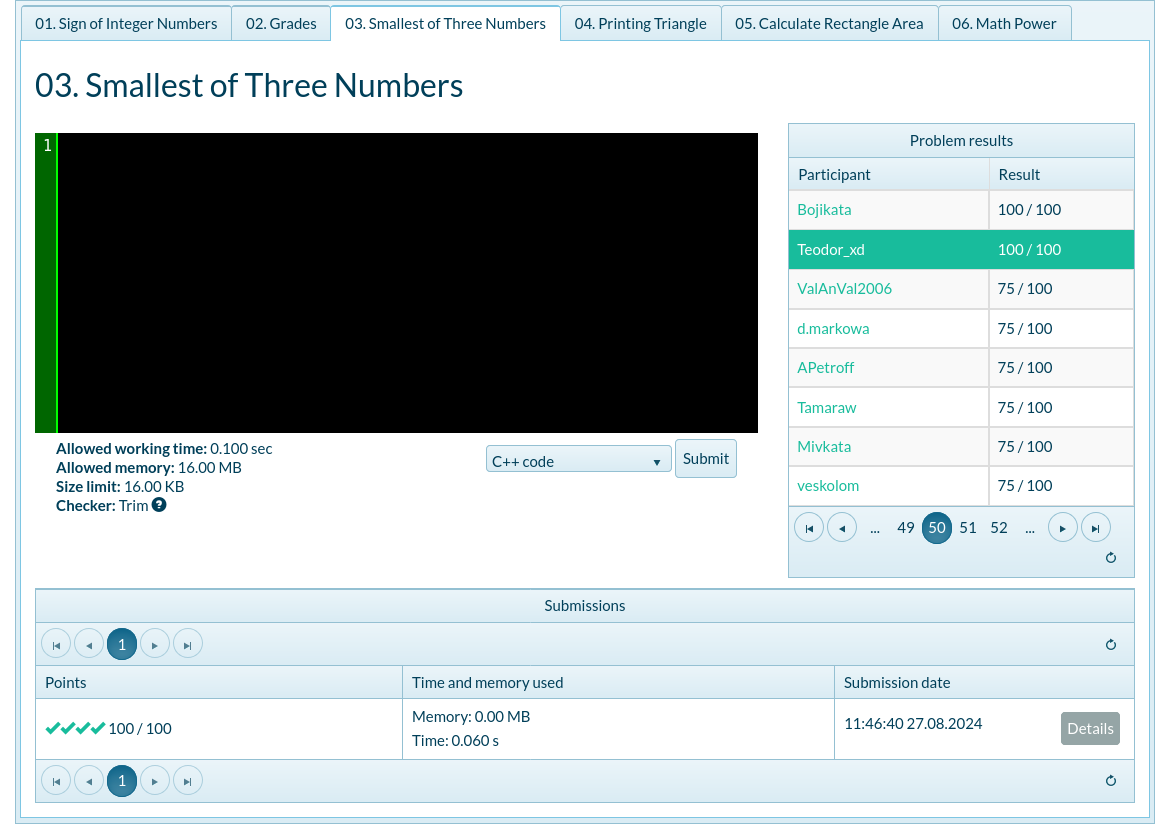 01. Sign of Integer Numbers 02. Grades 03. Smallest of Three Numbers 04. Printing Triangle 05. Calculate Rectangle Area 06. Math Power
03. Smallest of Three Numbers
1
Allowed working time: 0.100 sec
Allowed memory: 16.00 MB
Size limit: 16.00 KB
Checker: Trim ?
C++ code Submit
Problem results
Participant Result
Bojikata 100 / 100
Teodor_xd 100 / 100
ValAnVal2006 75 / 100
d.markowa 75 / 100
APetroff 75 / 100
Tamaraw 75 / 100
Mivkata 75 / 100
veskolom 75 / 100
... 49 50 51 52 ...
Submissions
1
Points Time and memory used Submission date
100 / 100 Memory: 0.00 MB 11:46:40 27.08.2024 Details
Time: 0.060 s
1